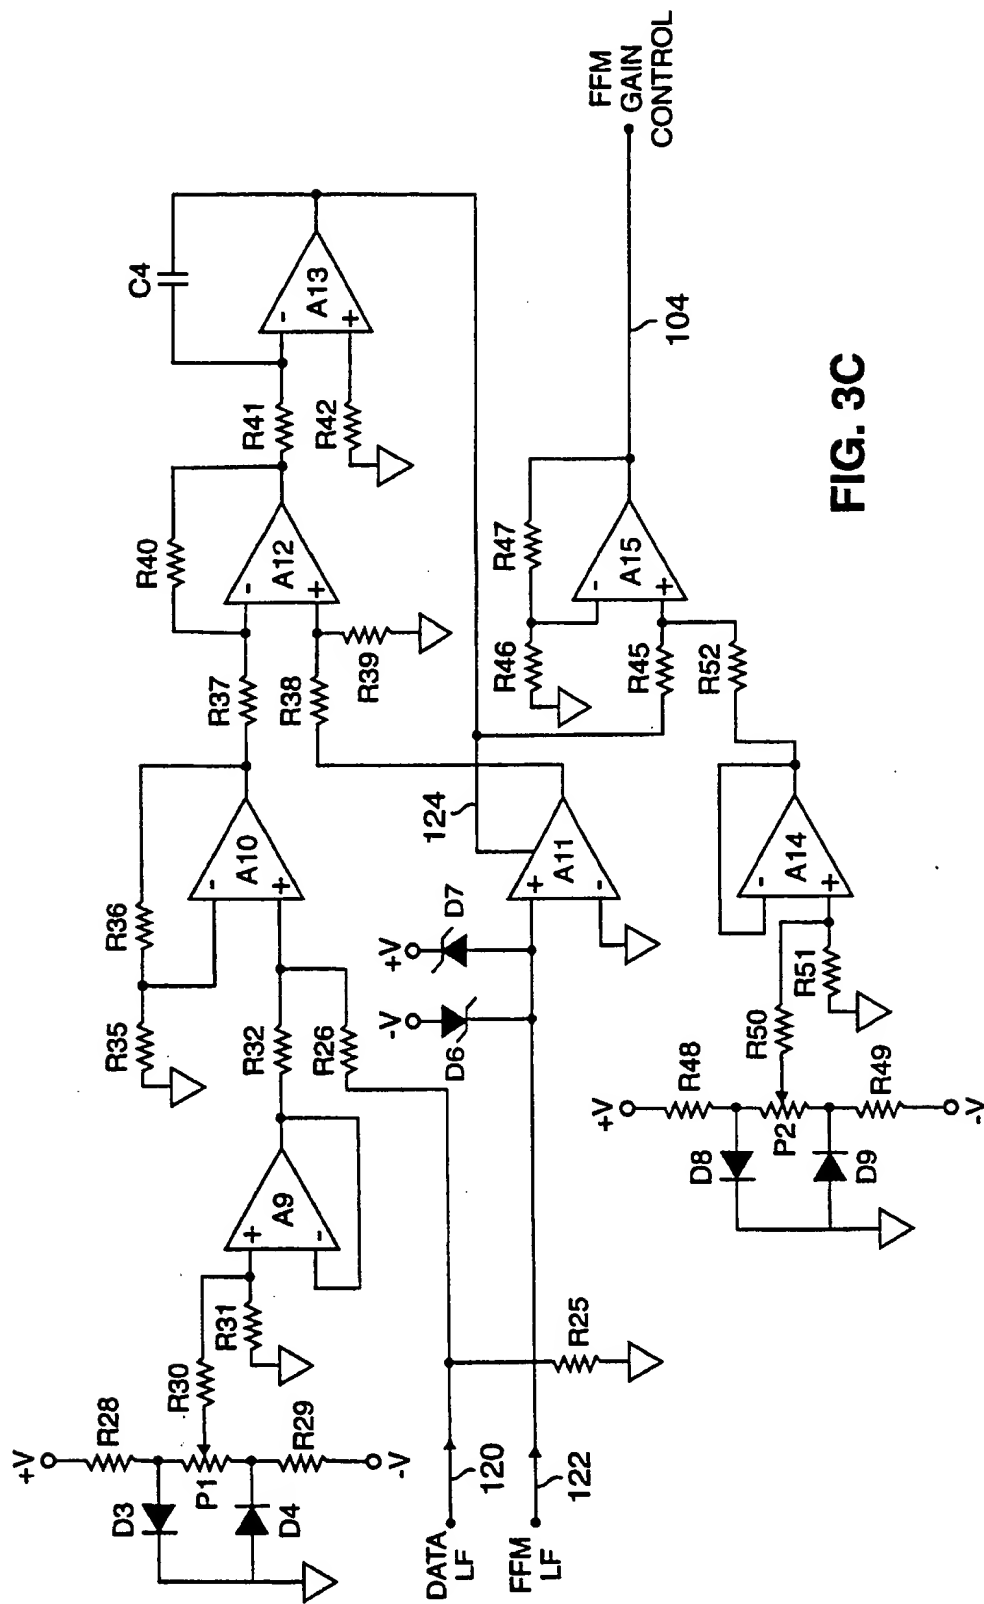 +V
R28
D3
P1
D4
R29
-V
R30
R31
+
-
A9
DATA
LF
120
FFM
LF
122
R25
R32
R26
R35
R36
-
+
A10
-V
+V
D6
D7
124
+
-
A11
R37
R38
R39
R40
-
+
A12
R41
R42
C4
-
+
A13
+V
R48
D8
P2
D9
R49
-V
R50
R51
-
+
A14
R46
R47
R45
R52
-
+
A15
104
FFM
GAIN
CONTROL
FIG. 3C